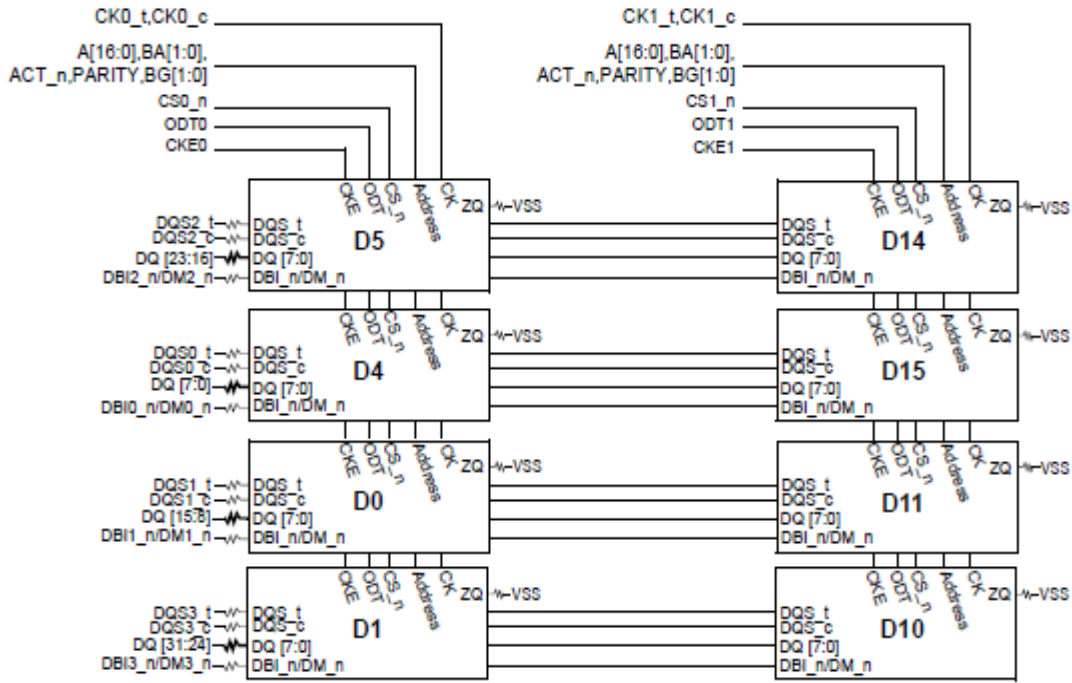 CK0_t,CK0_c
A[16:0],BA[1:0],
ACT_n,PARITY,BG[1:0]
CS0_n
ODT0
CKE0
CK1_t,CK1_c
A[16:0],BA[1:0],
ACT_n,PARITY,BG[1:0]
CS1_n
ODT1
CKE1
CKE ODT CS_n Address CK ZQ VSS
DQS2_t DQS_t
DQS2_c DQS_c
DQ [23:16] DQ [7:0]
DBI2_n/DM2_n DBI_n/DM_n
D5
CKE ODT CS_n Address CK ZQ VSS
DQS_t
DQS_c
DQ [7:0]
DBI_n/DM_n
D14
CKE ODT CS_n Address CK ZQ VSS
DQS0_t DQS_t
DQS0_c DQS_c
DQ [7:0] DQ [7:0]
DBI0_n/DM0_n DBI_n/DM_n
D4
CKE ODT CS_n Address CK ZQ VSS
DQS_t
DQS_c
DQ [7:0]
DBI_n/DM_n
D15
CKE ODT CS_n Address CK ZQ VSS
DQS1_t DQS_t
DQS1_c DQS_c
DQ [15:8] DQ [7:0]
DBI1_n/DM1_n DBI_n/DM_n
D0
CKE ODT CS_n Address CK ZQ VSS
DQS_t
DQS_c
DQ [7:0]
DBI_n/DM_n
D11
CKE ODT CS_n Address CK ZQ VSS
DQS3_t DQS_t
DQS3_c DQS_c
DQ [31:24] DQ [7:0]
DBI3_n/DM3_n DBI_n/DM_n
D1
CKE ODT CS_n Address CK ZQ VSS
DQS_t
DQS_c
DQ [7:0]
DBI_n/DM_n
D10